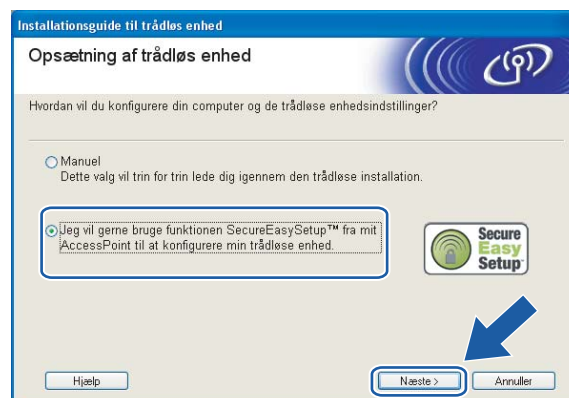 Installationsguide til trådløs enhed
Opsætning af trådløs enhed
Hvordan vil du konfigurere din computer og de trådløse enhedsindstillinger?
Manuel
Dette valg vil trin for trin lede dig igennem den trådløse installation.
Jeg vil gerne bruge funktionen SecureEasySetup™ fra mit
AccessPoint til at konfigurere min trådløse enhed.
Secure
Easy
Setup
Hjælp
Næste >
Annuller